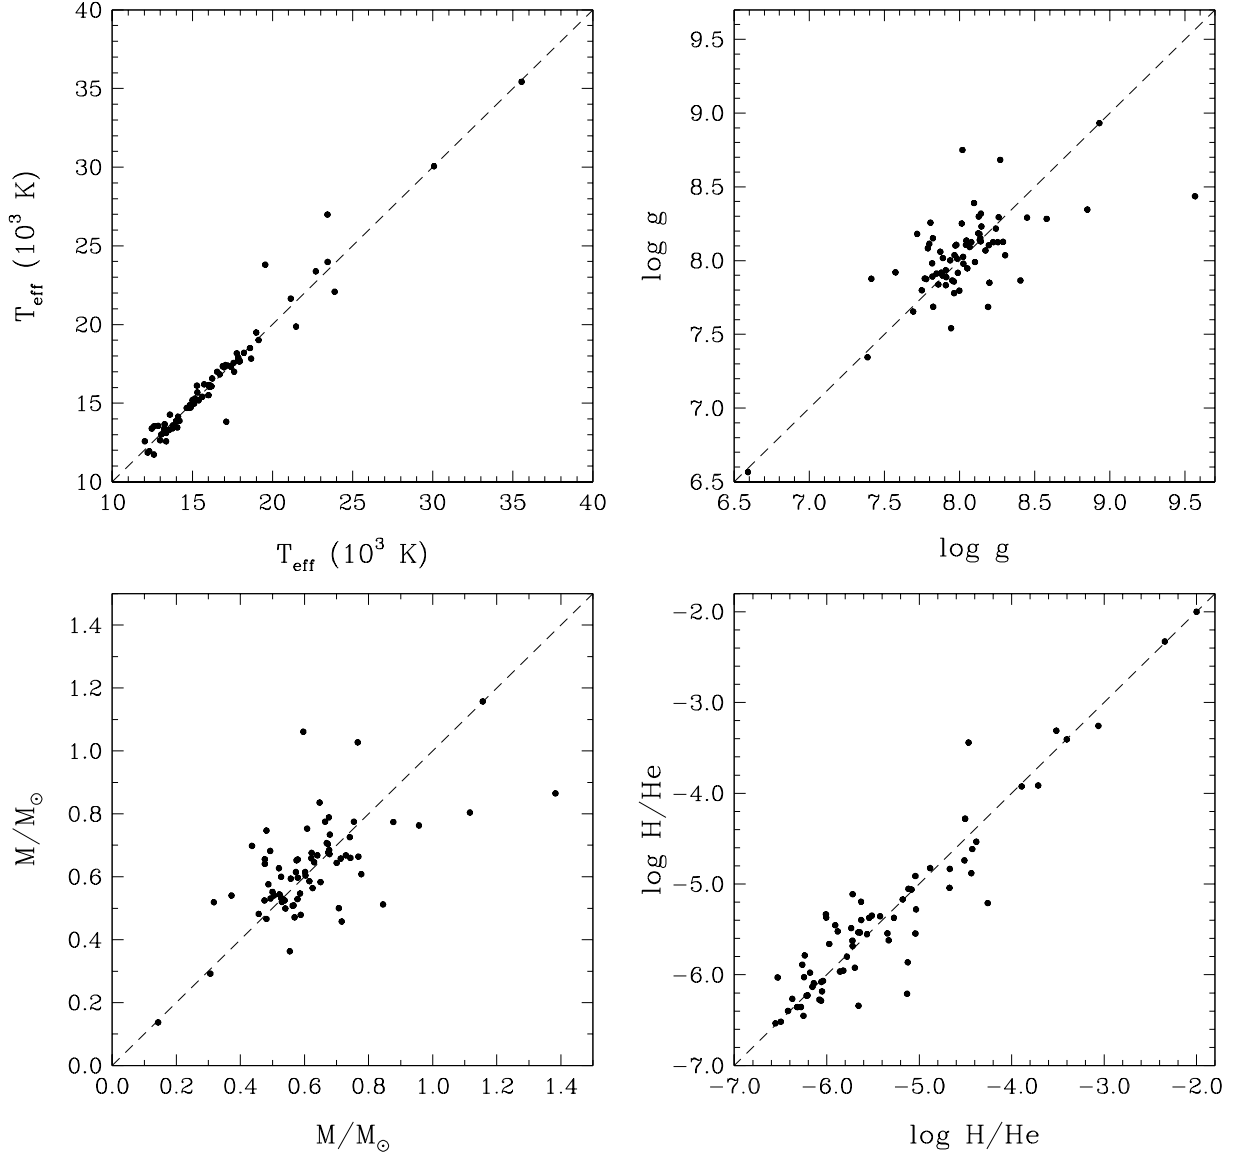 40
35
30
25
20
15
10
10 15 20 25 30 35 40
T_eff (10^3 K)
T_eff (10^3 K)
9.5
9.0
8.5
8.0
7.5
7.0
6.5
6.5 7.0 7.5 8.0 8.5 9.0 9.5
log g
log g
1.4
1.2
1.0
0.8
0.6
0.4
0.2
0.0
0.0 0.2 0.4 0.6 0.8 1.0 1.2 1.4
M/M⊙
M/M⊙
−2.0
−3.0
−4.0
−5.0
−6.0
−7.0
−7.0 −6.0 −5.0 −4.0 −3.0 −2.0
log H/He
log H/He